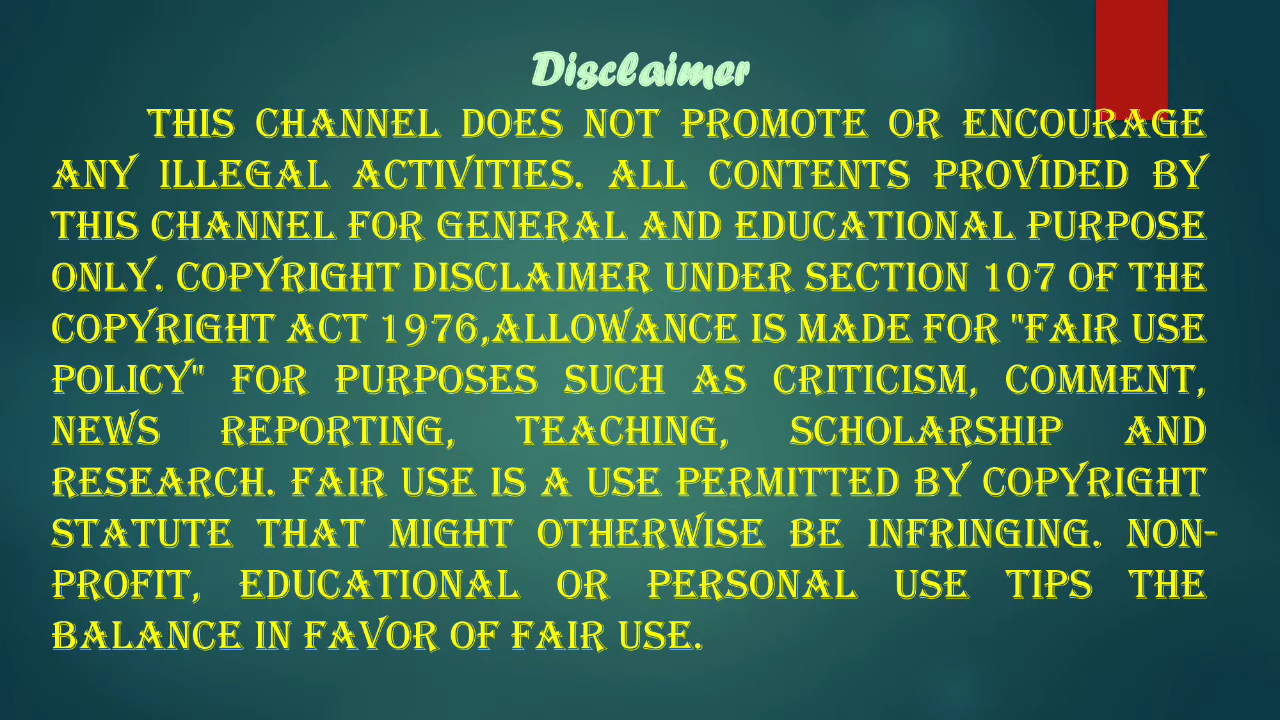 Disclaimer
THIS CHANNEL DOES NOT PROMOTE OR ENCOURAGE
ANY ILLEGAL ACTIVITIES. ALL CONTENTS PROVIDED BY
THIS CHANNEL FOR GENERAL AND EDUCATIONAL PURPOSE
ONLY. COPYRIGHT DISCLAIMER UNDER SECTION 107 OF THE
COPYRIGHT ACT 1976,ALLOWANCE IS MADE FOR "FAIR USE
POLICY" FOR PURPOSES SUCH AS CRITICISM, COMMENT,
NEWS REPORTING, TEACHING, SCHOLARSHIP AND
RESEARCH. FAIR USE IS A USE PERMITTED BY COPYRIGHT
STATUTE THAT MIGHT OTHERWISE BE INFRINGING. NON-
PROFIT, EDUCATIONAL OR PERSONAL USE TIPS THE
BALANCE IN FAVOR OF FAIR USE.